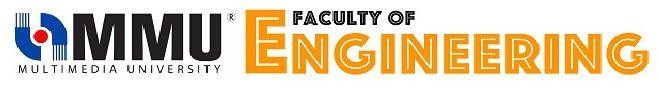 MMU®
MULTIMEDIA UNIVERSITY
FACULTY OF
ENGINEERING